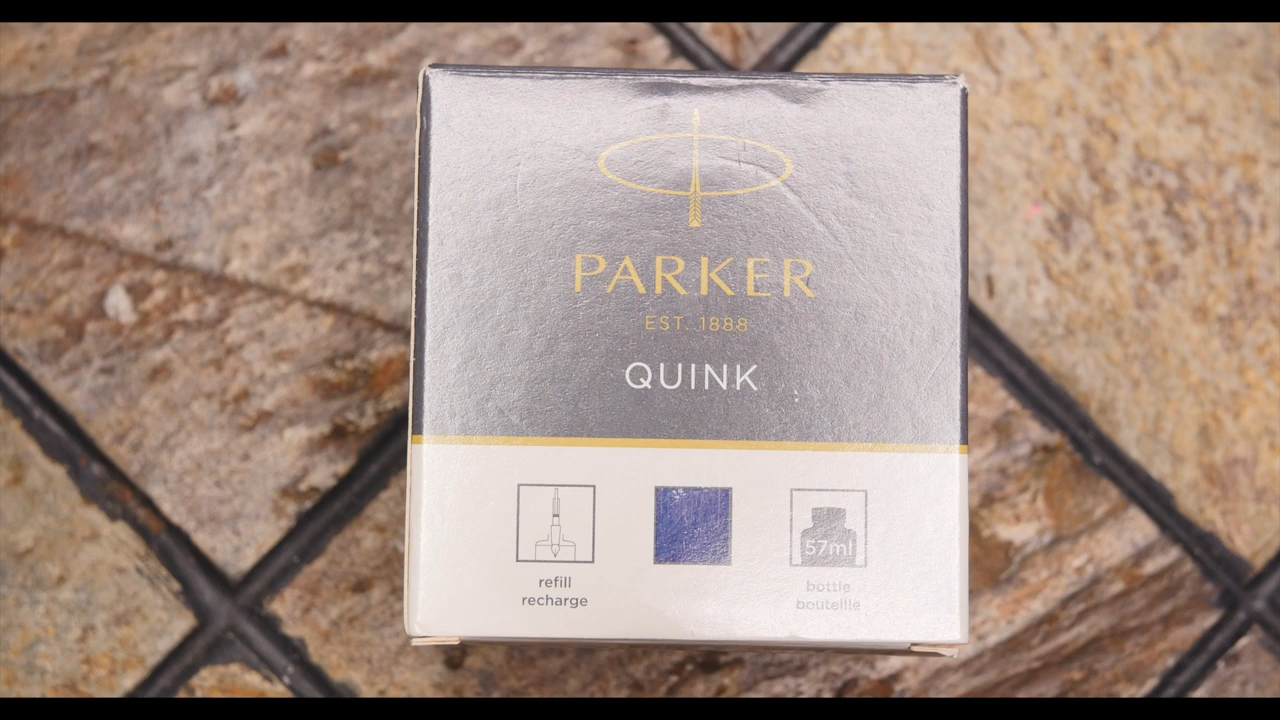 PARKER
EST. 1888
QUINK
57ml
refill
recharge
bottle
bouteille